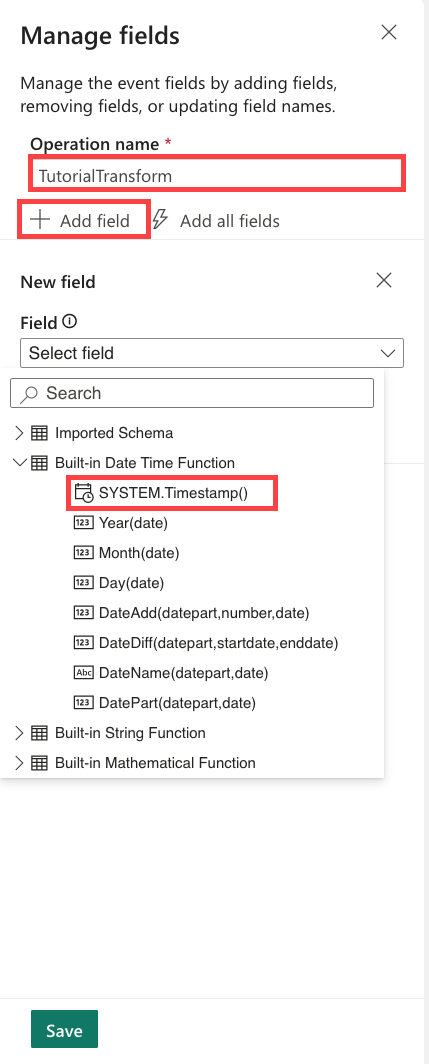 Manage fields
Manage the event fields by adding fields,
removing fields, or updating field names.
Operation name *
TutorialTransform
Add field Add all fields
New field
Field
Select field
Search
Imported Schema
Built-in Date Time Function
SYSTEM.Timestamp()
123 Year(date)
123 Month(date)
123 Day(date)
123 DateAdd(datepart,number,date)
123 DateDiff(datepart,startdate,enddate)
Abc DateName(datepart,date)
123 DatePart(datepart,date)
Built-in String Function
Built-in Mathematical Function
Save